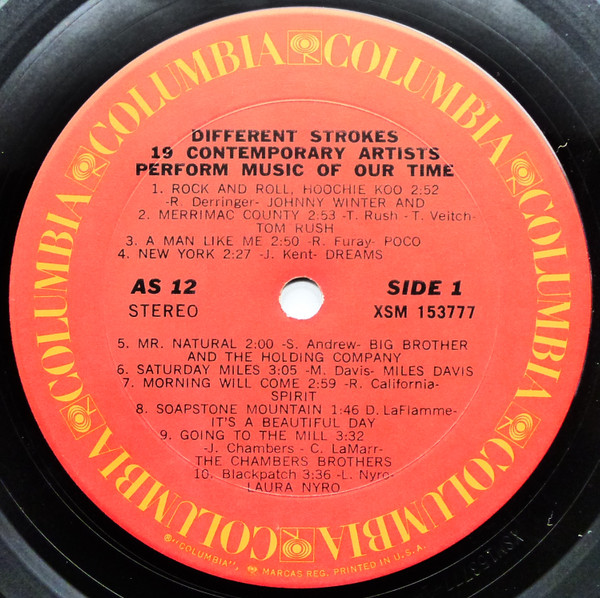 COLUMBIA COLUMBIA COLUMBIA COLUMBIA COLUMBIA COLUMBIA COLUMBIA COLUMBIA
DIFFERENT STROKES
19 CONTEMPORARY ARTISTS
PERFORM MUSIC OF OUR TIME
1. ROCK AND ROLL, HOOCHIE KOO 2:52
-R. Derringer- JOHNNY WINTER AND
2. MERRIMAC COUNTY 2:53 -T. Rush - T. Veitch-
TOM RUSH
3. A MAN LIKE ME 2:50 -R. Furay- POCO
4. NEW YORK 2:27 -J. Kent- DREAMS
AS 12 SIDE 1
STEREO XSM 153777
5. MR. NATURAL 2:00 -S. Andrew- BIG BROTHER
AND THE HOLDING COMPANY
6. SATURDAY MILES 3:05 -M. Davis- MILES DAVIS
7. MORNING WILL COME 2:59 -R. California-
SPIRIT
8. SOAPSTONE MOUNTAIN 1:46 D. LaFlamme-
IT'S A BEAUTIFUL DAY
9. GOING TO THE MILL 3:32
-J. Chambers - C. LaMarr-
THE CHAMBERS BROTHERS
10. Blackpatch 3:36 -L. Nyro-
LAURA NYRO
®"COLUMBIA", MARCAS REG. PRINTED IN U.S.A.